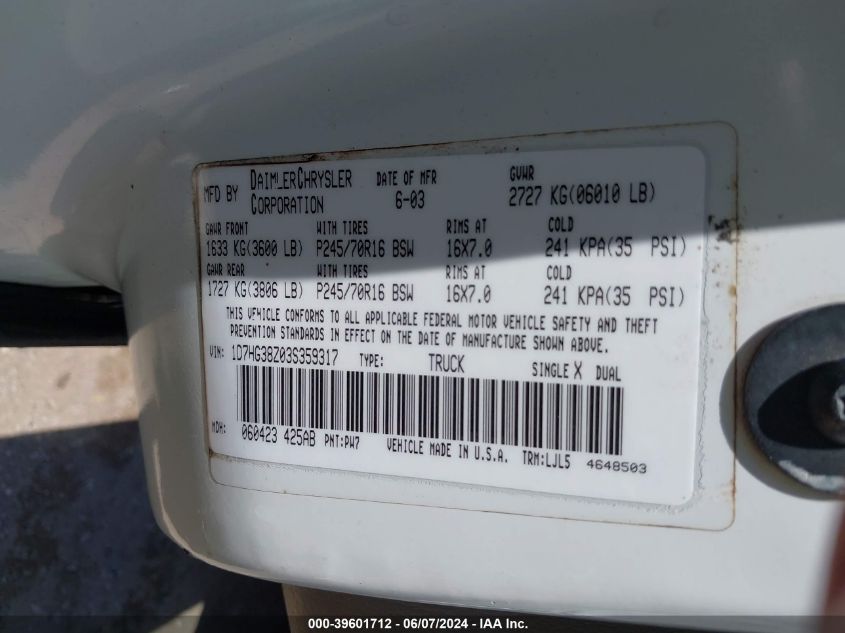 MFD BY DAIMLERCHRYSLER CORPORATION DATE OF MFR 6-03 GVWR 2727 KG(06010 LB)
GAWR FRONT WITH TIRES RIMS AT COLD
1633 KG(3600 LB) P245/70R16 BSW 16X7.0 241 KPA(35 PSI)
GAWR REAR WITH TIRES RIMS AT COLD
1727 KG(3806 LB) P245/70R16 BSW 16X7.0 241 KPA(35 PSI)
THIS VEHICLE CONFORMS TO ALL APPLICABLE FEDERAL MOTOR VEHICLE SAFETY AND THEFT
PREVENTION STANDARDS IN EFFECT ON THE DATE OF MANUFACTURE SHOWN ABOVE.
VIN: 1D7HG38Z03S359317 TYPE: TRUCK SINGLE X DUAL
MDH: 060423 425AB PNT:PW7 VEHICLE MADE IN U.S.A. TRM:LJL5 4648503
000-39601712 - 06/07/2024 - IAA Inc.